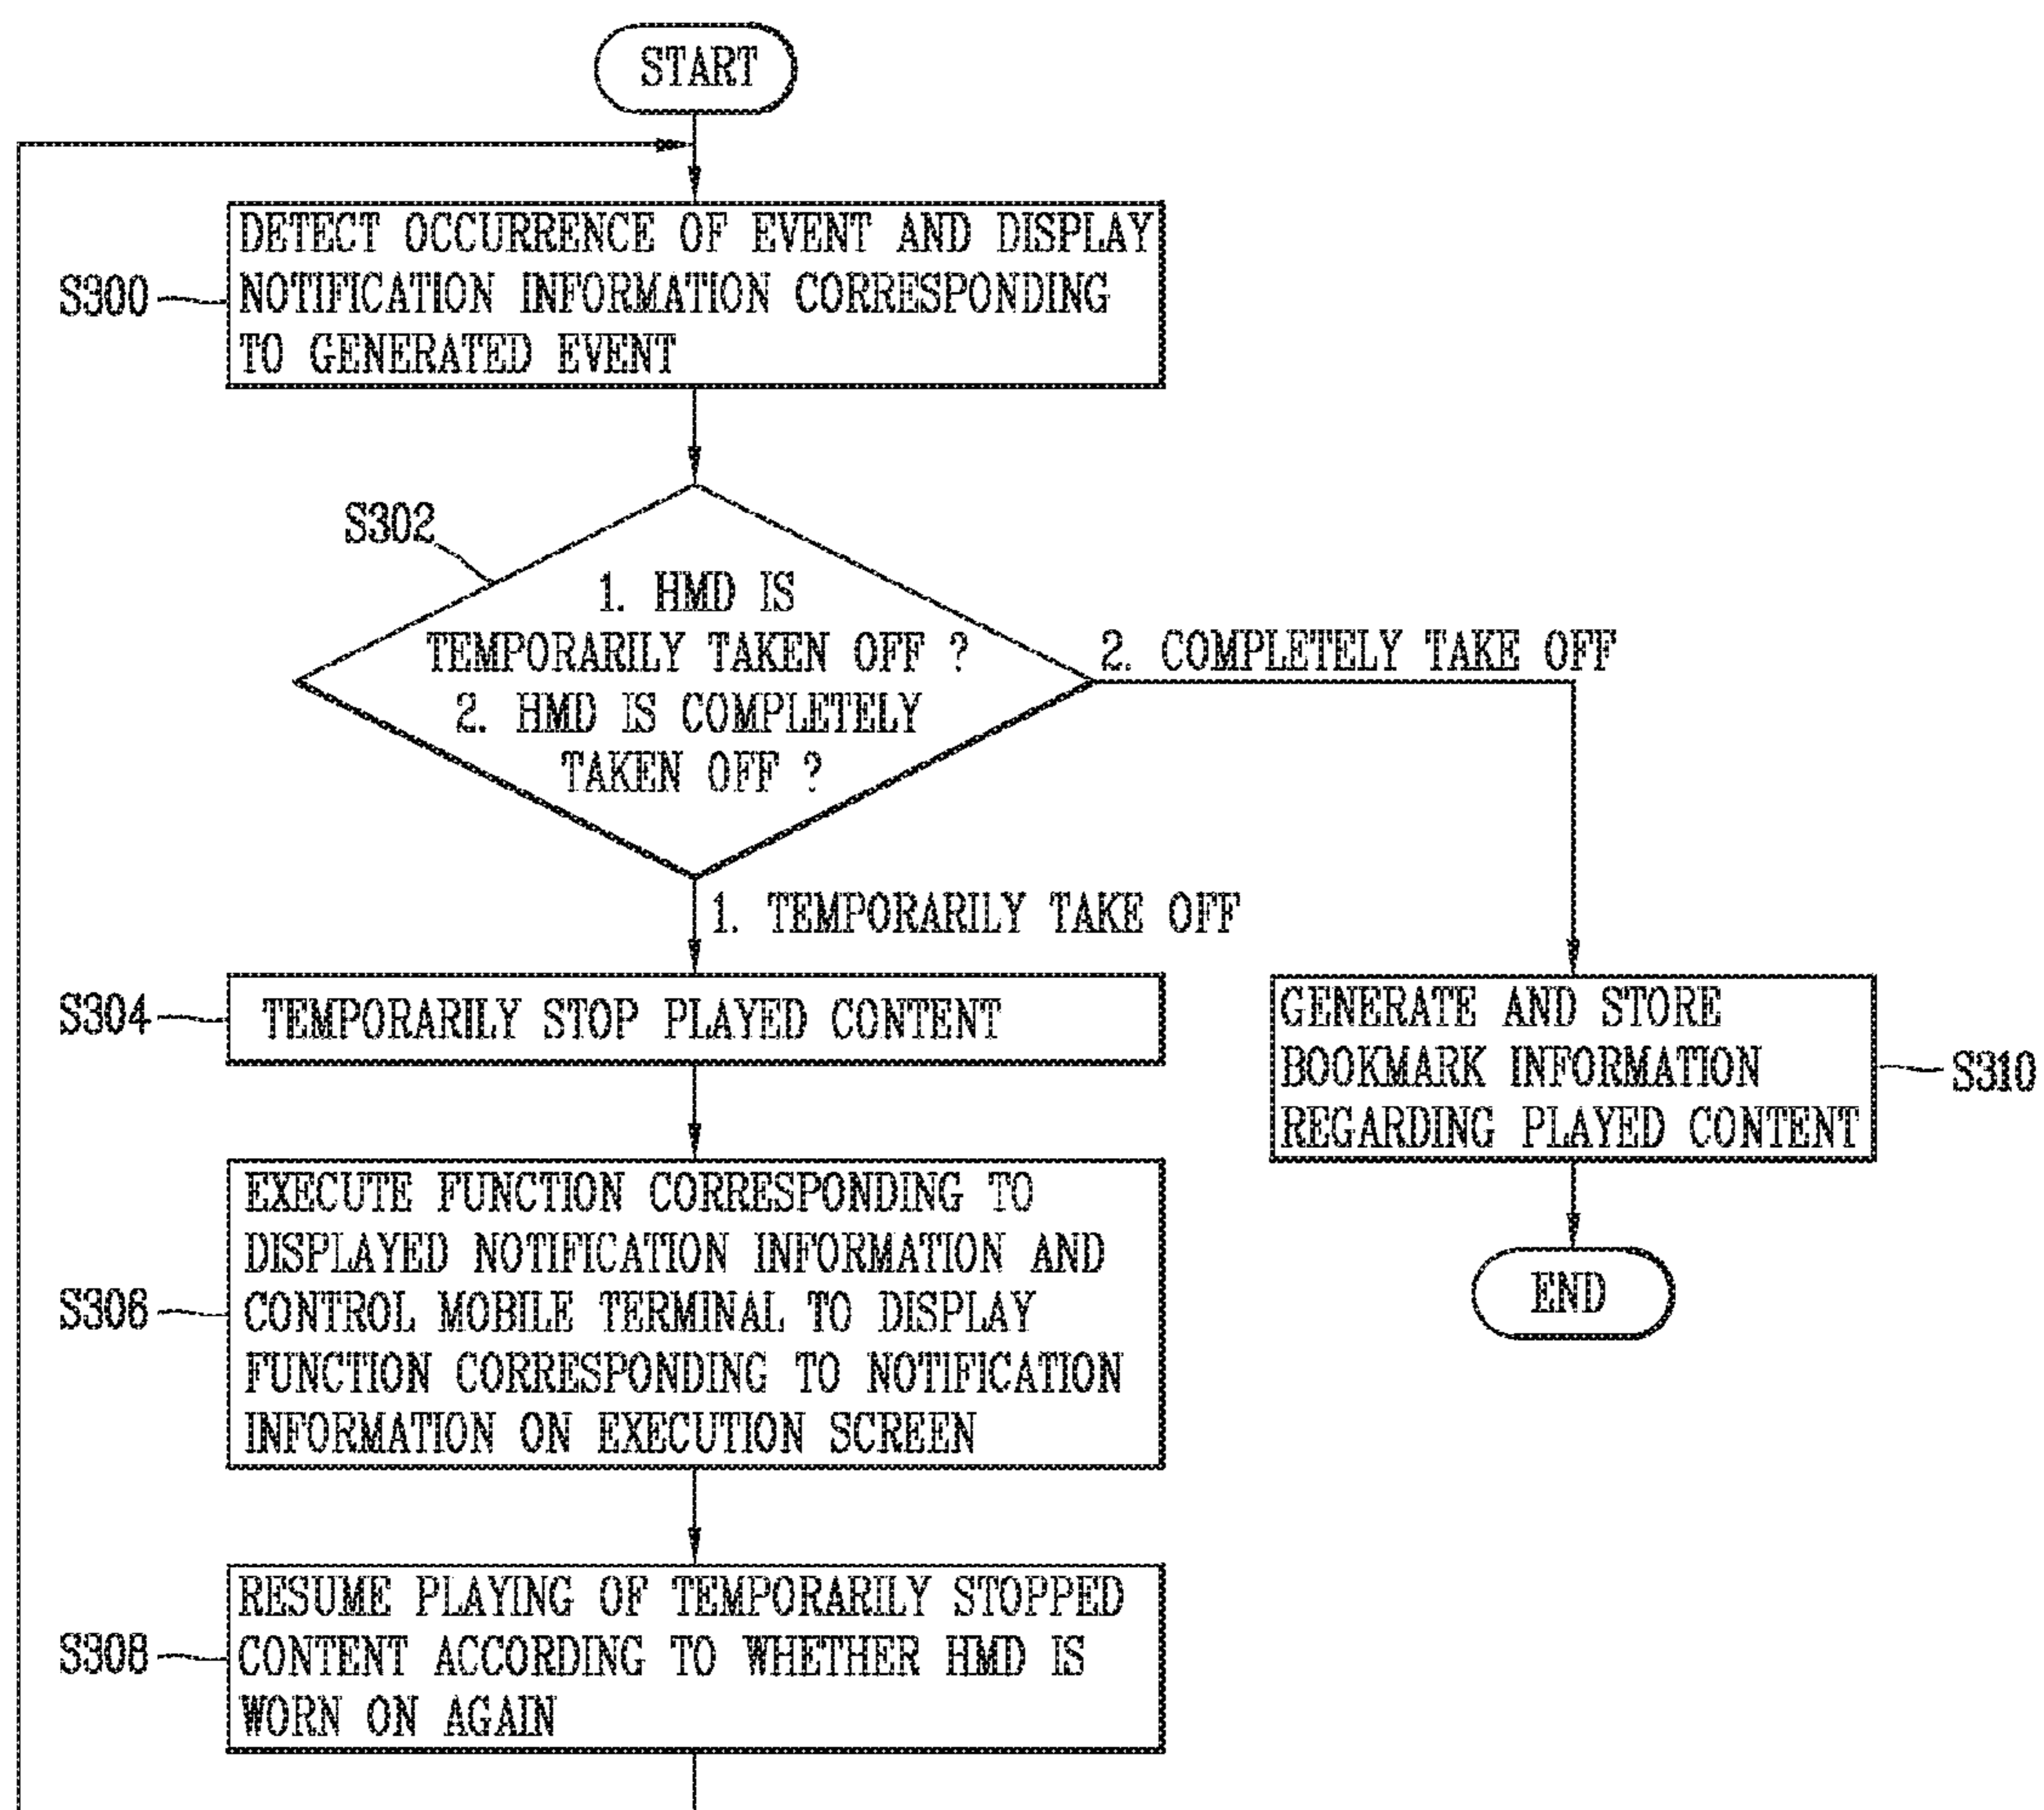 START
S300
DETECT OCCURRENCE OF EVENT AND DISPLAY
NOTIFICATION INFORMATION CORRESPONDING
TO GENERATED EVENT
S302
1. HMD IS
TEMPORARILY TAKEN OFF ?
2. HMD IS COMPLETELY
TAKEN OFF ?
2. COMPLETELY TAKE OFF
1. TEMPORARILY TAKE OFF
S304
TEMPORARILY STOP PLAYED CONTENT
GENERATE AND STORE
BOOKMARK INFORMATION
REGARDING PLAYED CONTENT
S310
END
S306
EXECUTE FUNCTION CORRESPONDING TO
DISPLAYED NOTIFICATION INFORMATION AND
CONTROL MOBILE TERMINAL TO DISPLAY
FUNCTION CORRESPONDING TO NOTIFICATION
INFORMATION ON EXECUTION SCREEN
S308
RESUME PLAYING OF TEMPORARILY STOPPED
CONTENT ACCORDING TO WHETHER HMD IS
WORN ON AGAIN